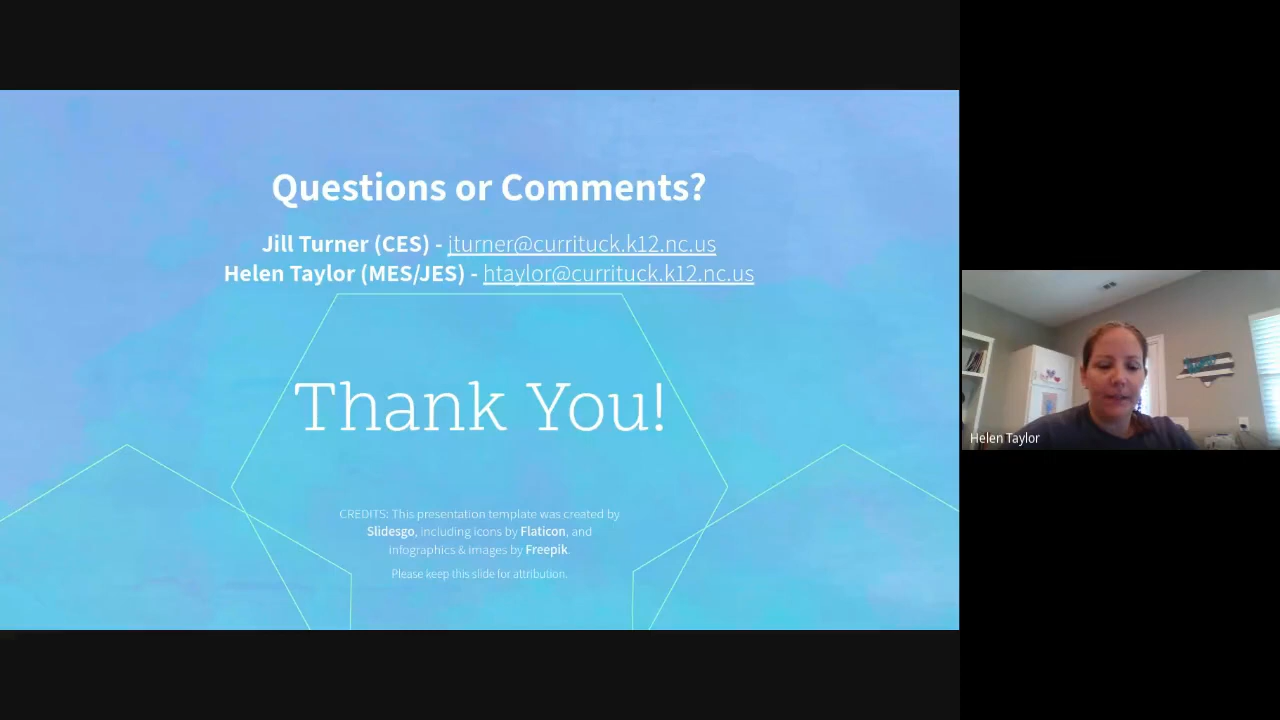 Questions or Comments?
Jill Turner (CES) - jturner@currituck.k12.nc.us
Helen Taylor (MES/JES) - htaylor@currituck.k12.nc.us
Thank You!
CREDITS: This presentation template was created by
Slidesgo, including icons by Flaticon, and
infographics & images by Freepik.
Please keep this slide for attribution.
Helen Taylor